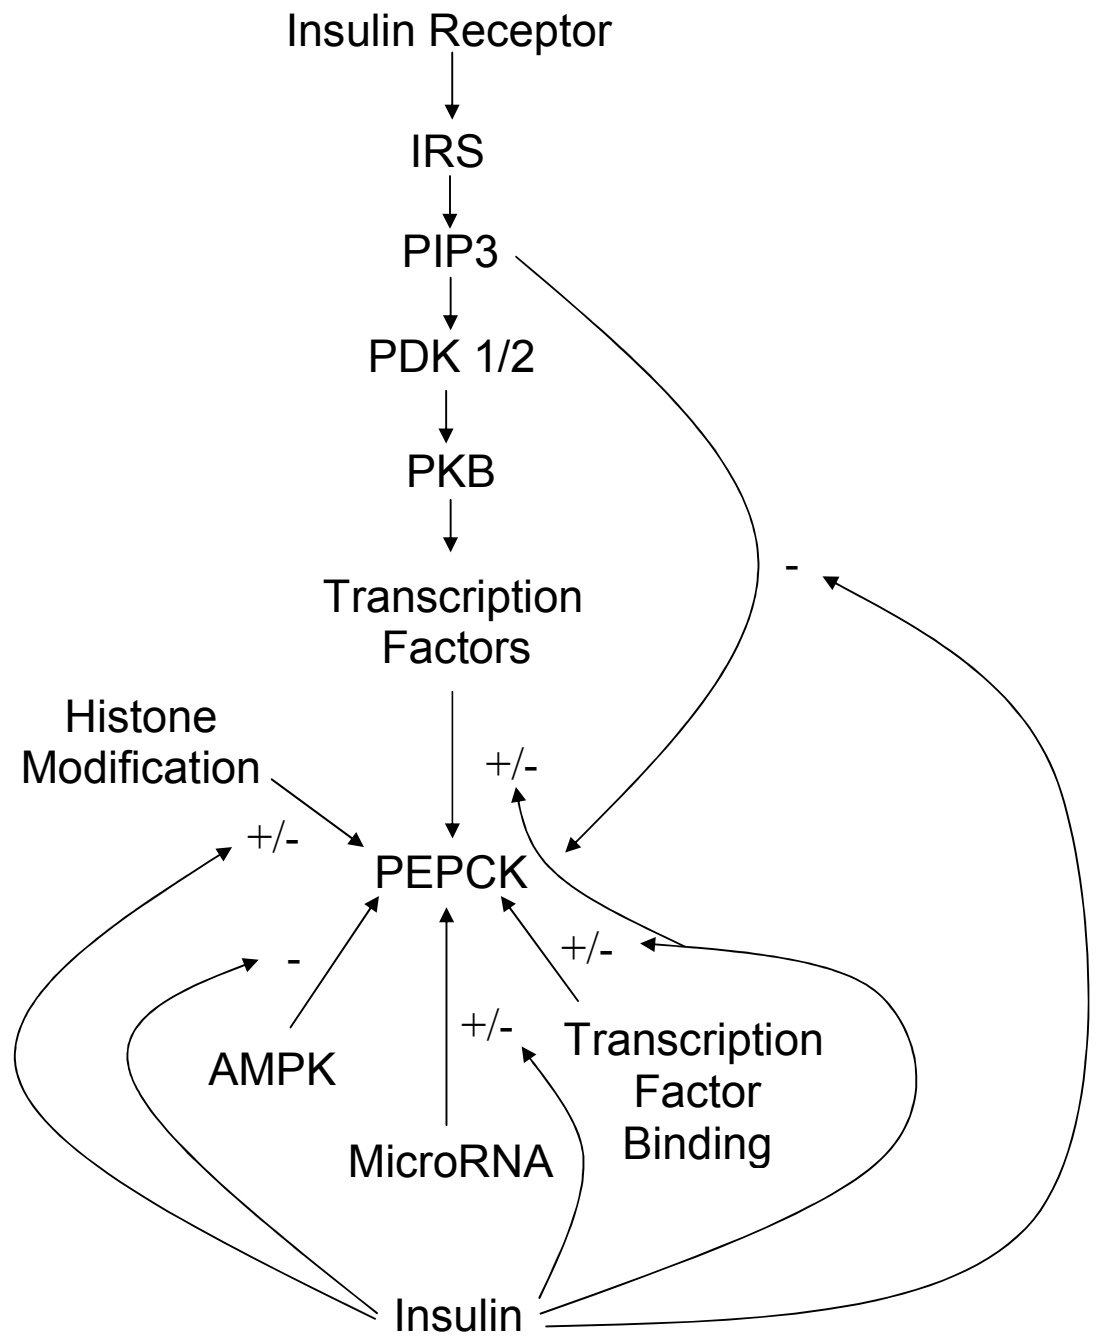 Insulin Receptor
IRS
PIP3
PDK 1/2
PKB
-
Transcription
Factors
Histone
Modification
+/-
+/-
PEPCK
+/-
-
+/-
Transcription
Factor
Binding
AMPK
MicroRNA
Insulin